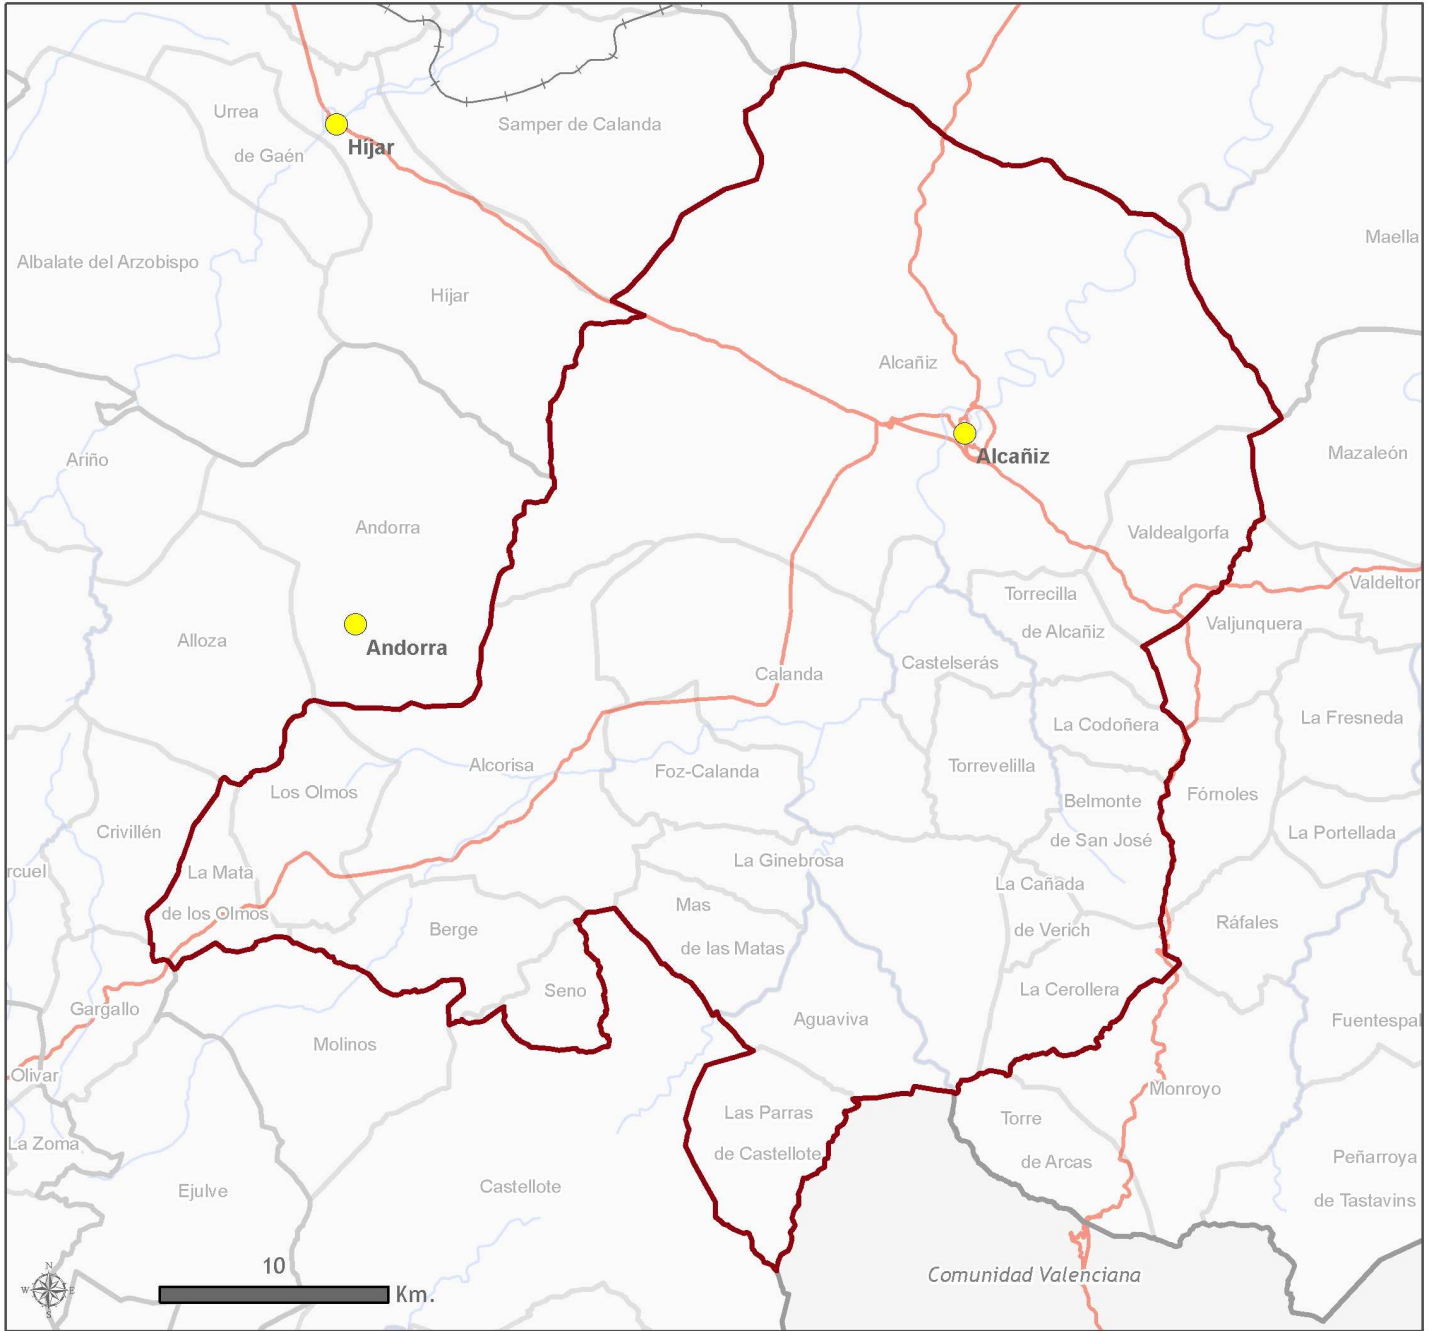 Urrea
de Gaén
Híjar
Samper de Calanda
Albalate del Arzobispo
Híjar
Maella
Alcañiz
Alcañiz
Ariño
Mazaleón
Andorra
Valdealgorfa
Valdeltor
Torrecilla
de Alcañiz
Valjunquera
Alloza
Andorra
Castelserás
Calanda
La Codoñera
La Fresneda
Alcorisa
Foz-Calanda
Torrevelilla
Los Olmos
Belmonte
de San José
Fórnoles
Crivillén
La Portellada
rcuel
La Mata
de los Olmos
La Ginebrosa
La Cañada
de Verich
Mas
de las Matas
Berge
Ráfales
Seno
La Cerollera
Gargallo
Aguaviva
Fuentespal
Molinos
Olivar
Monroyo
Las Parras
de Castellote
Torre
de Arcas
La Zoma
Peñarroya
de Tastavins
Ejulve
Castellote
Comunidad Valenciana
N
W
E
S
10
Km.